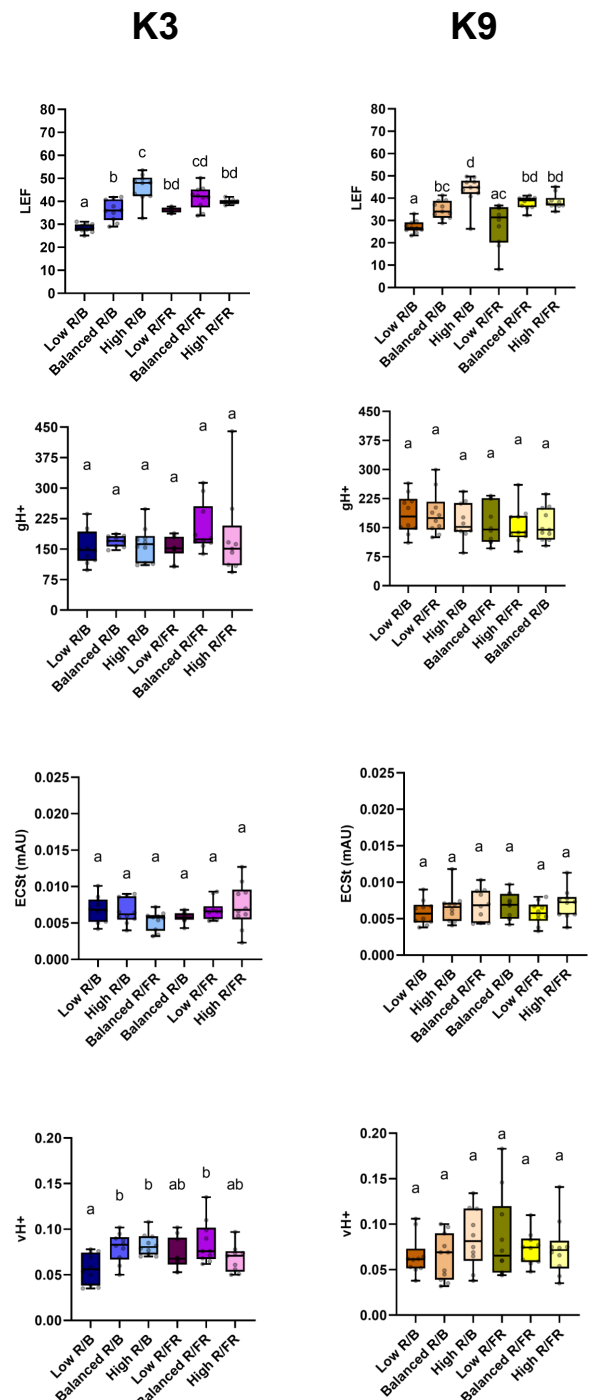 K3
K9
80
70
60
50
40
30
20
10
0
LEF
a
b
c
bd
cd
bd
Low R/B
Balanced R/B
High R/B
Low R/FR
Balanced R/FR
High R/FR
80
70
60
50
40
30
20
10
0
LEF
a
bc
d
ac
bd
bd
Low R/B
Balanced R/B
High R/B
Low R/FR
Balanced R/FR
High R/FR
450
375
300
225
150
75
0
gH+
a
a
a
a
a
a
Low R/B
Balanced R/B
High R/B
Low R/FR
Balanced R/FR
High R/FR
450
375
300
225
150
75
0
gH+
a
a
a
a
a
a
Low R/B
Low R/FR
High R/B
Balanced R/FR
High R/FR
Balanced R/B
0.025
0.020
0.015
0.010
0.005
0.000
ECSt (mAU)
a
a
a
a
a
a
Low R/B
High R/B
Balanced R/FR
Balanced R/B
Low R/FR
High R/FR
0.025
0.020
0.015
0.010
0.005
0.000
ECSt (mAU)
a
a
a
a
a
a
Low R/B
High R/B
Balanced R/FR
Balanced R/B
Low R/FR
High R/FR
0.20
0.15
0.10
0.05
0.00
vH+
a
b
b
ab
b
ab
Low R/B
Balanced R/B
High R/B
Low R/FR
Balanced R/FR
High R/FR
0.20
0.15
0.10
0.05
0.00
vH+
a
a
a
a
a
a
Low R/B
Balanced R/B
High R/B
Low R/FR
Balanced R/FR
High R/FR